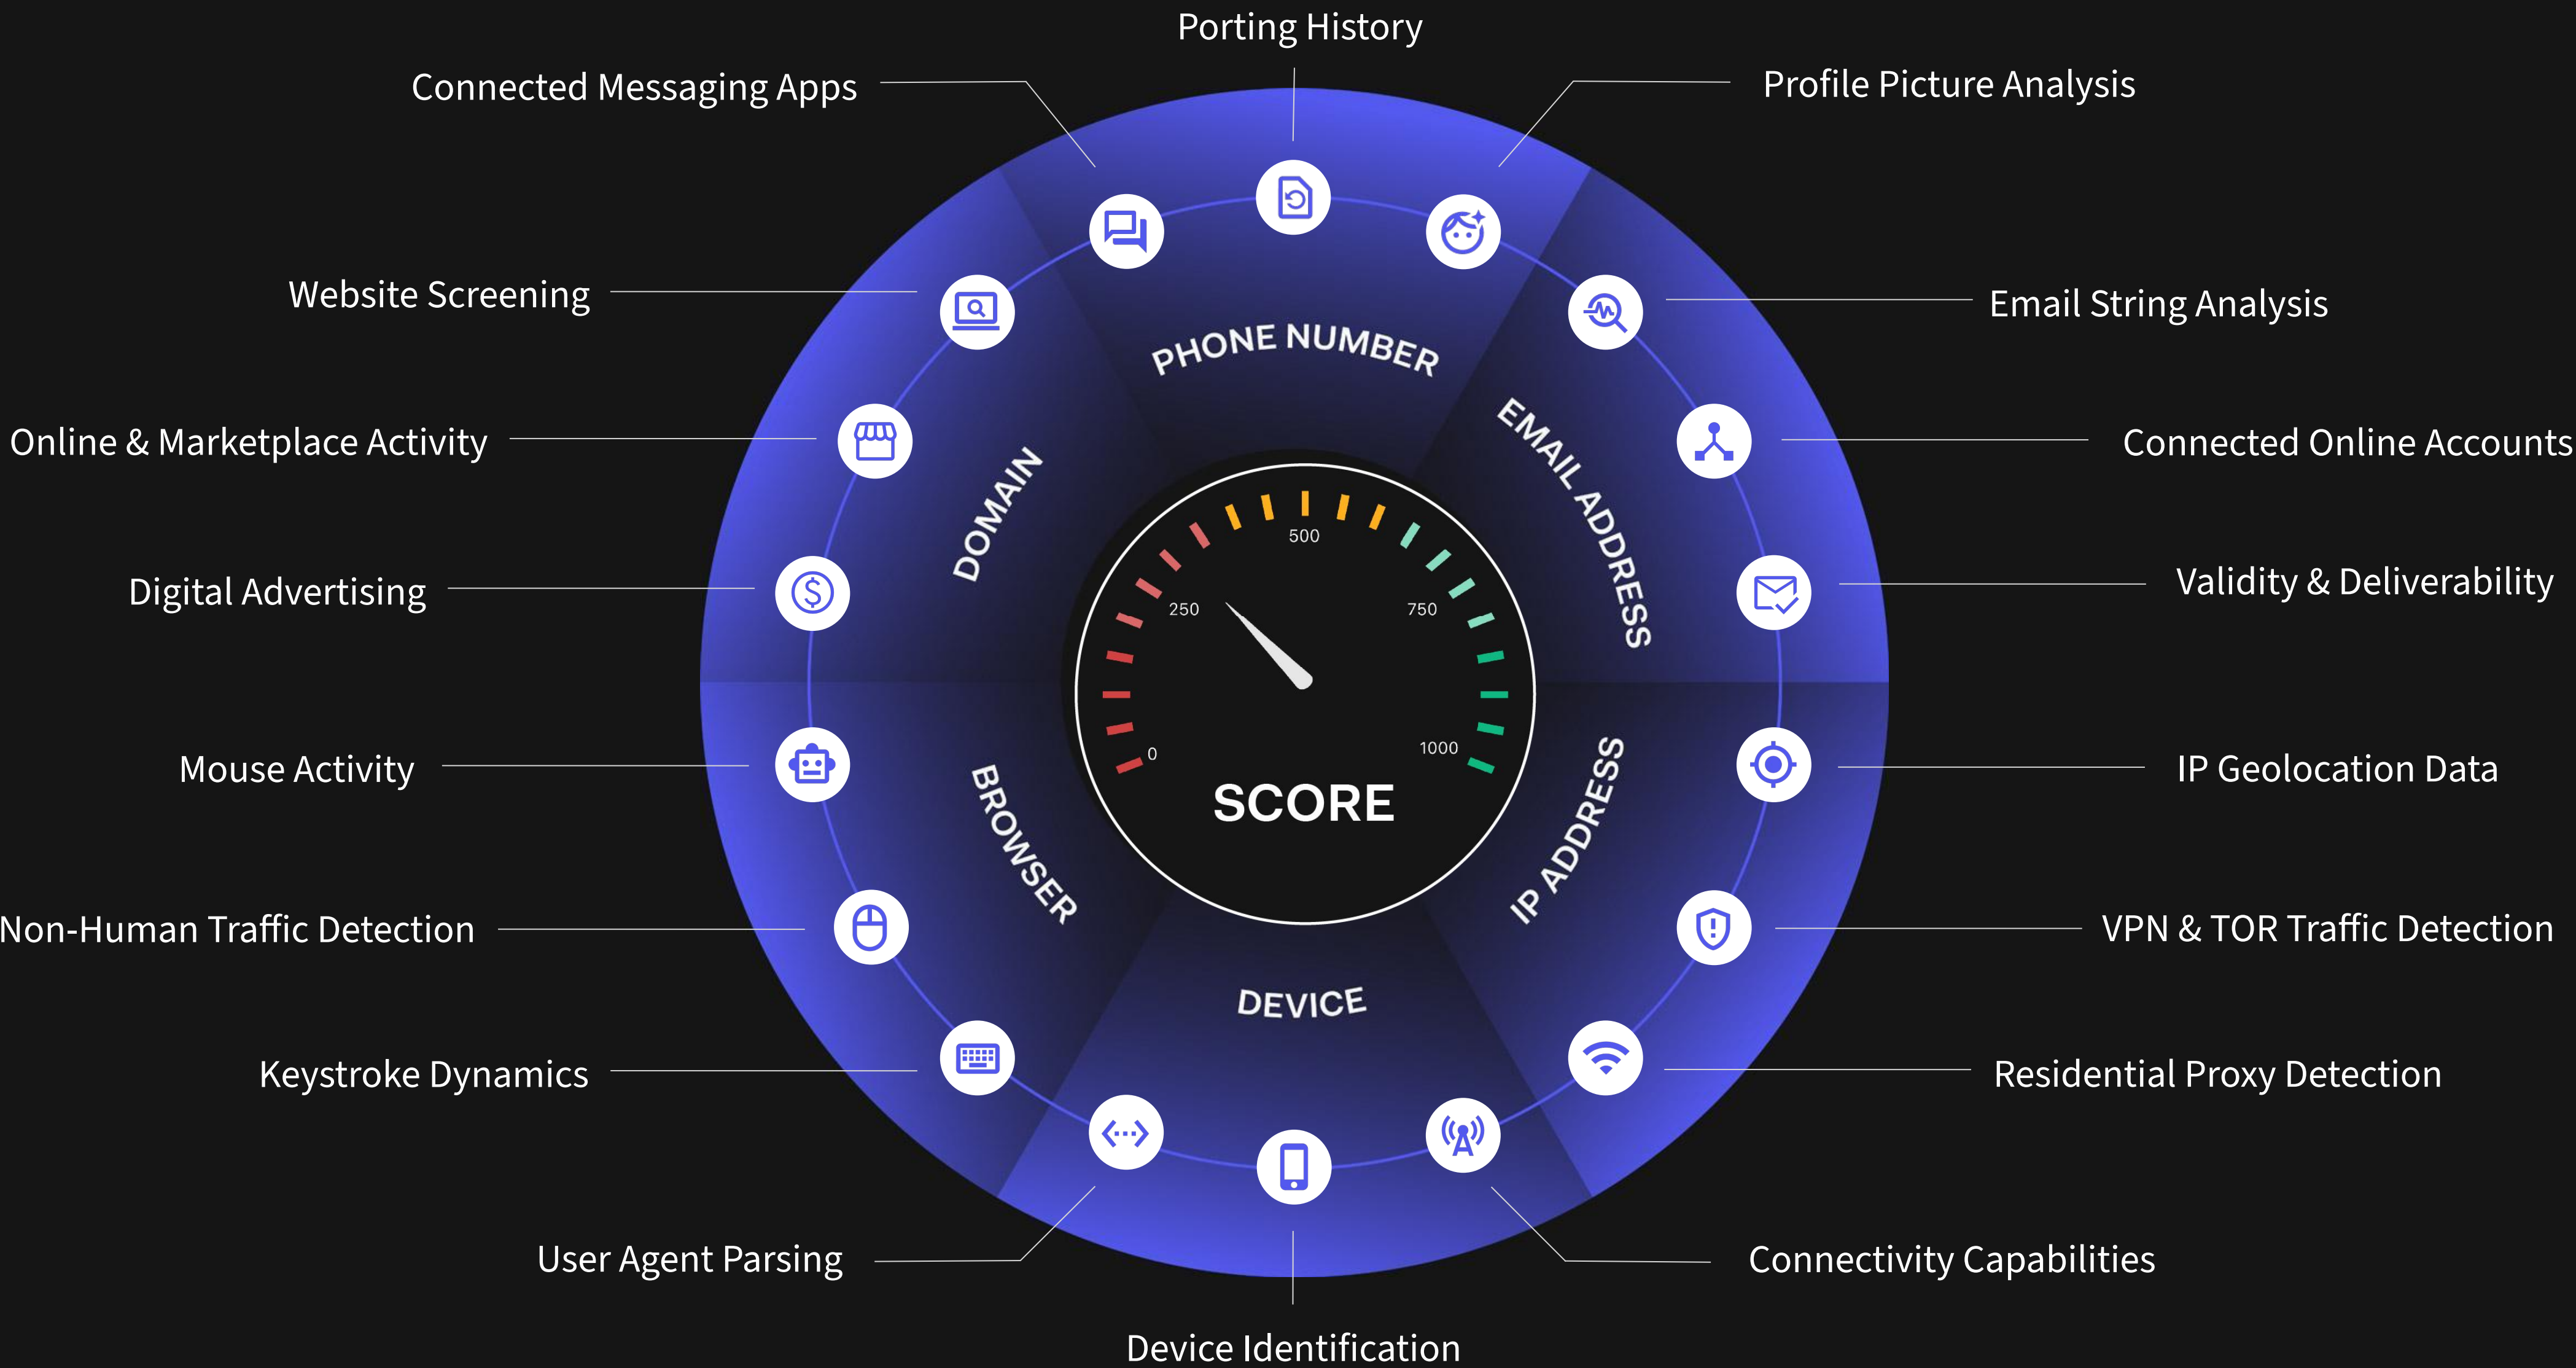 Porting History
Connected Messaging Apps
Profile Picture Analysis
Website Screening
Email String Analysis
Online & Marketplace Activity
Connected Online Accounts
Digital Advertising
Validity & Deliverability
Mouse Activity
IP Geolocation Data
Non-Human Traffic Detection
VPN & TOR Traffic Detection
Keystroke Dynamics
Residential Proxy Detection
User Agent Parsing
Connectivity Capabilities
Device Identification
PHONE NUMBER
EMAIL ADDRESS
IP ADDRESS
DEVICE
BROWSER
DOMAIN
0
250
500
750
1000
SCORE